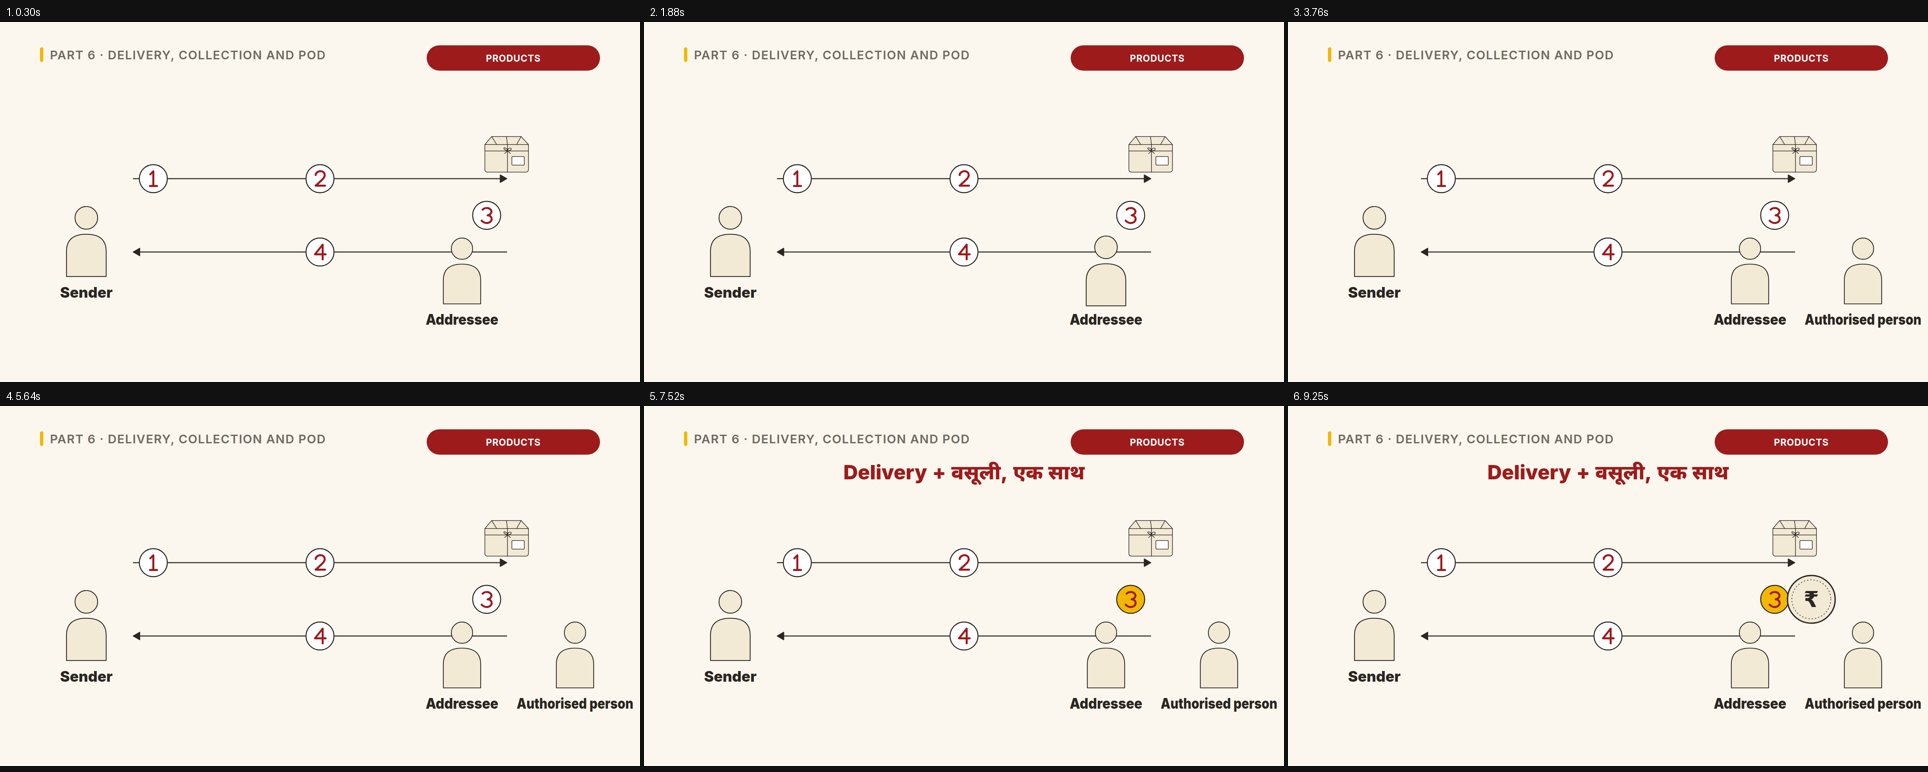 1. 0.30s
PART 6 · DELIVERY, COLLECTION AND POD
PRODUCTS
1
2
3
4
Sender
Addressee
2. 1.88s
PART 6 · DELIVERY, COLLECTION AND POD
PRODUCTS
1
2
3
4
Sender
Addressee
3. 3.76s
PART 6 · DELIVERY, COLLECTION AND POD
PRODUCTS
1
2
3
4
Sender
Addressee
Authorised person
4. 5.64s
PART 6 · DELIVERY, COLLECTION AND POD
PRODUCTS
1
2
3
4
Sender
Addressee
Authorised person
5. 7.52s
PART 6 · DELIVERY, COLLECTION AND POD
PRODUCTS
Delivery + वसूली, एक साथ
1
2
3
4
Sender
Addressee
Authorised person
6. 9.25s
PART 6 · DELIVERY, COLLECTION AND POD
PRODUCTS
Delivery + वसूली, एक साथ
1
2
3
₹
4
Sender
Addressee
Authorised person